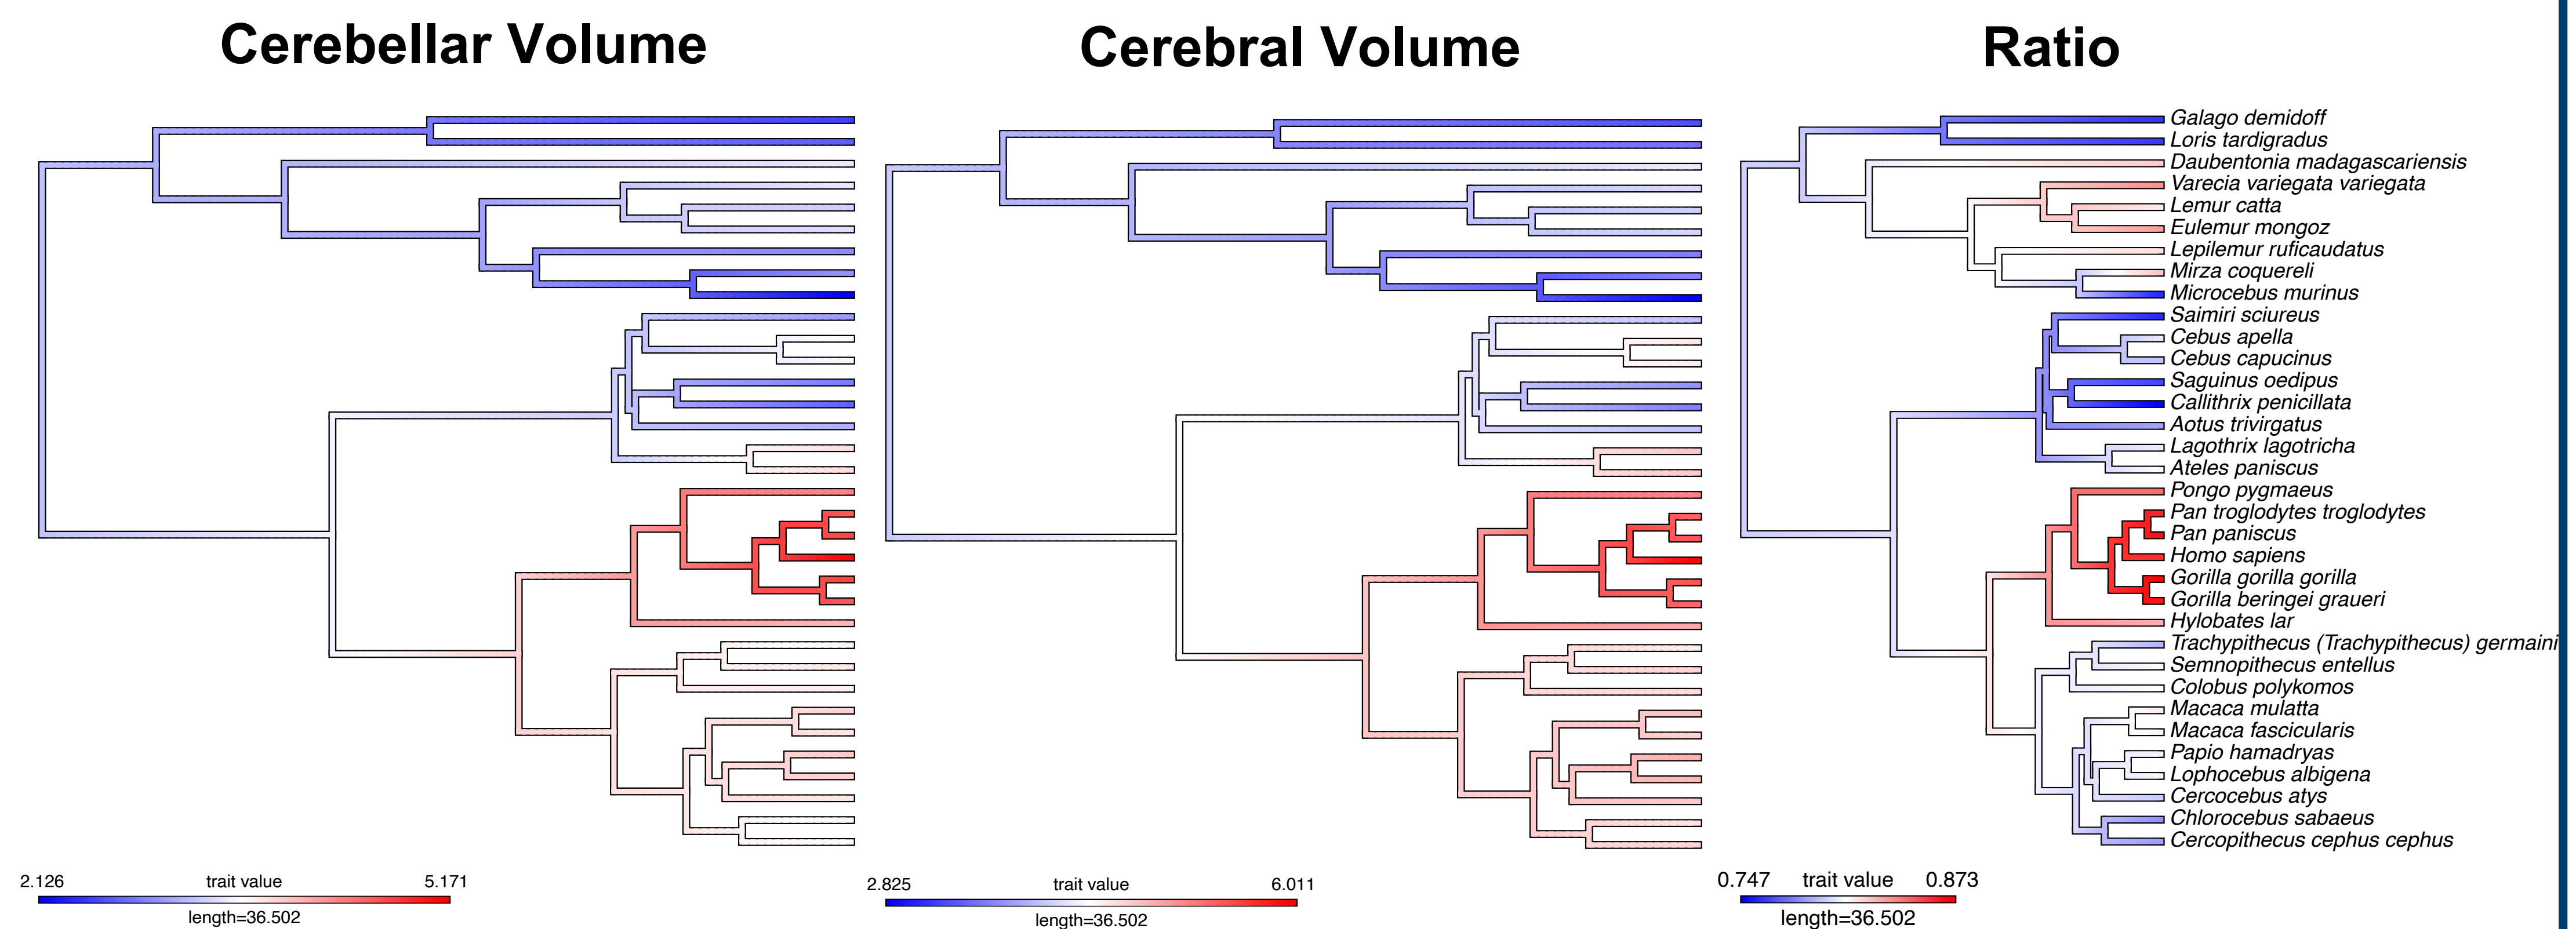 Cerebellar Volume
Cerebral Volume
Ratio
Galago demidoff
Loris tardigradus
Daubentonia madagascariensis
Varecia variegata variegata
Lemur catta
Eulemur mongoz
Lepilemur ruficaudatus
Mirza coquereli
Microcebus murinus
Saimiri sciureus
Cebus apella
Cebus capucinus
Saguinus oedipus
Callithrix penicillata
Aotus trivirgatus
Lagothrix lagotricha
Ateles paniscus
Pongo pygmaeus
Pan troglodytes troglodytes
Pan paniscus
Homo sapiens
Gorilla gorilla gorilla
Gorilla beringei graueri
Hylobates lar
Trachypithecus (Trachypithecus) germaini
Semnopithecus entellus
Colobus polykomos
Macaca mulatta
Macaca fascicularis
Papio hamadryas
Lophocebus albigena
Cercocebus atys
Chlorocebus sabaeus
Cercopithecus cephus cephus
2.126 trait value 5.171
length=36.502
2.825 trait value 6.011
length=36.502
0.747 trait value 0.873
length=36.502